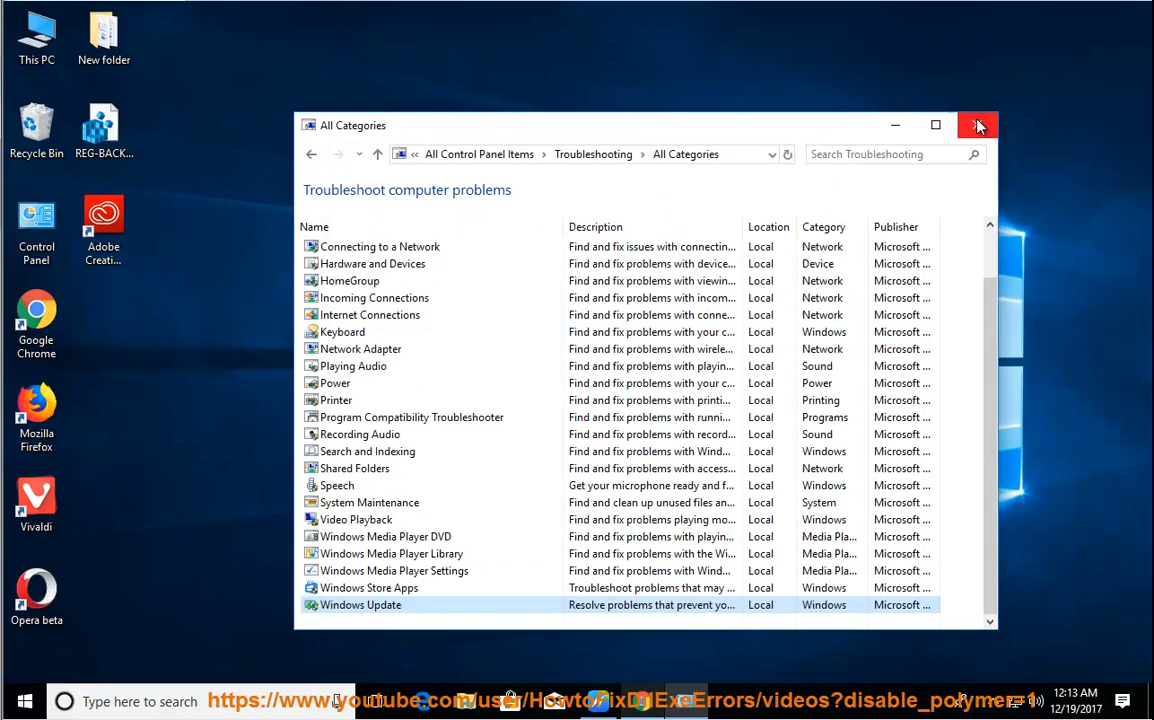 This PC
New folder
Recycle Bin
REG-BACK...
Control
Panel
Adobe
Creati...
Google
Chrome
Mozilla
Firefox
Vivaldi
Opera beta
All Categories
« All Control Panel Items > Troubleshooting > All Categories
Search Troubleshooting
Troubleshoot computer problems
Name Description Location Category Publisher
Connecting to a Network Find and fix issues with connectin... Local Network Microsoft ...
Hardware and Devices Find and fix problems with device... Local Device Microsoft ...
HomeGroup Find and fix problems with viewin... Local Network Microsoft ...
Incoming Connections Find and fix problems with incom... Local Network Microsoft ...
Internet Connections Find and fix problems with conne... Local Network Microsoft ...
Keyboard Find and fix problems with your c... Local Windows Microsoft ...
Network Adapter Find and fix problems with wirele... Local Network Microsoft ...
Playing Audio Find and fix problems with playin... Local Sound Microsoft ...
Power Find and fix problems with your c... Local Power Microsoft ...
Printer Find and fix problems with printi... Local Printing Microsoft ...
Program Compatibility Troubleshooter Find and fix problems with runni... Local Programs Microsoft ...
Recording Audio Find and fix problems with record... Local Sound Microsoft ...
Search and Indexing Find and fix problems with Wind... Local Windows Microsoft ...
Shared Folders Find and fix problems with access... Local Network Microsoft ...
Speech Get your microphone ready and f... Local Windows Microsoft ...
System Maintenance Find and clean up unused files an... Local System Microsoft ...
Video Playback Find and fix problems playing mo... Local Windows Microsoft ...
Windows Media Player DVD Find and fix problems with playin... Local Media Pla... Microsoft ...
Windows Media Player Library Find and fix problems with the Wi... Local Media Pla... Microsoft ...
Windows Media Player Settings Find and fix problems with Wind... Local Media Pla... Microsoft ...
Windows Store Apps Troubleshoot problems that may ... Local Windows Microsoft ...
Windows Update Resolve problems that prevent yo... Local Windows Microsoft ...
Type here to search
https://www.youtube.com/user/HowtoFixDllExeErrors/videos?disable_polymer=1
12:13 AM
12/19/2017